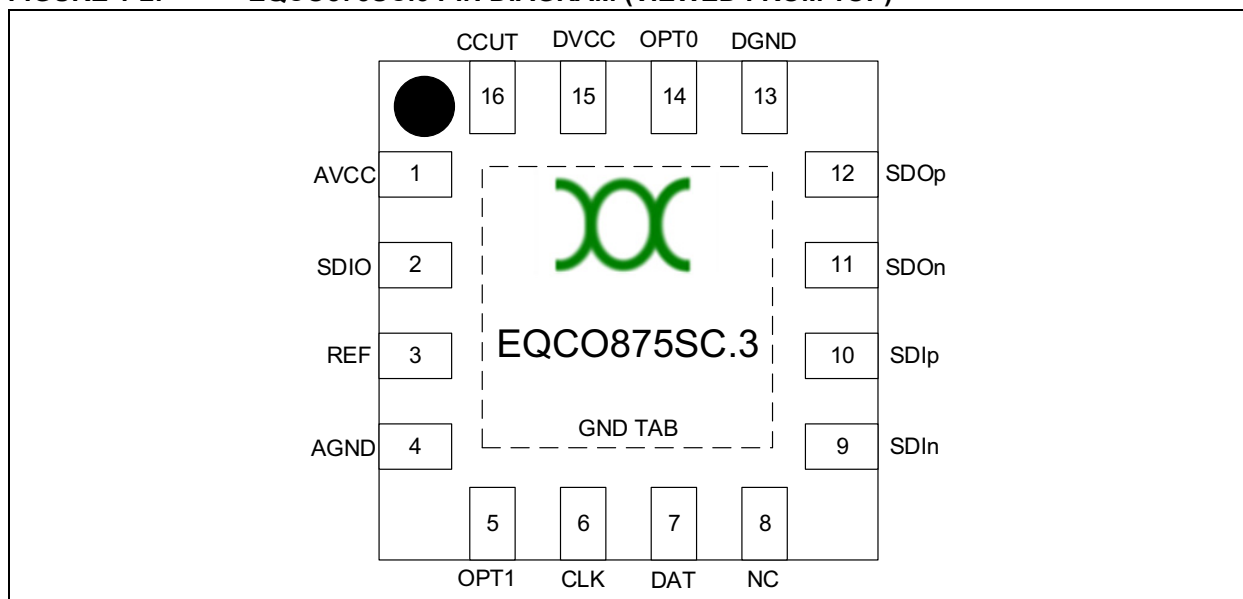 CCUT DVCC OPT0 DGND
16 15 14 13
AVCC 1 12 SDOp
SDIO 2 11 SDOn
REF 3 10 SDIp
EQCO875SC.3
AGND 4 GND TAB 9 SDIn
5 6 7 8
OPT1 CLK DAT NC